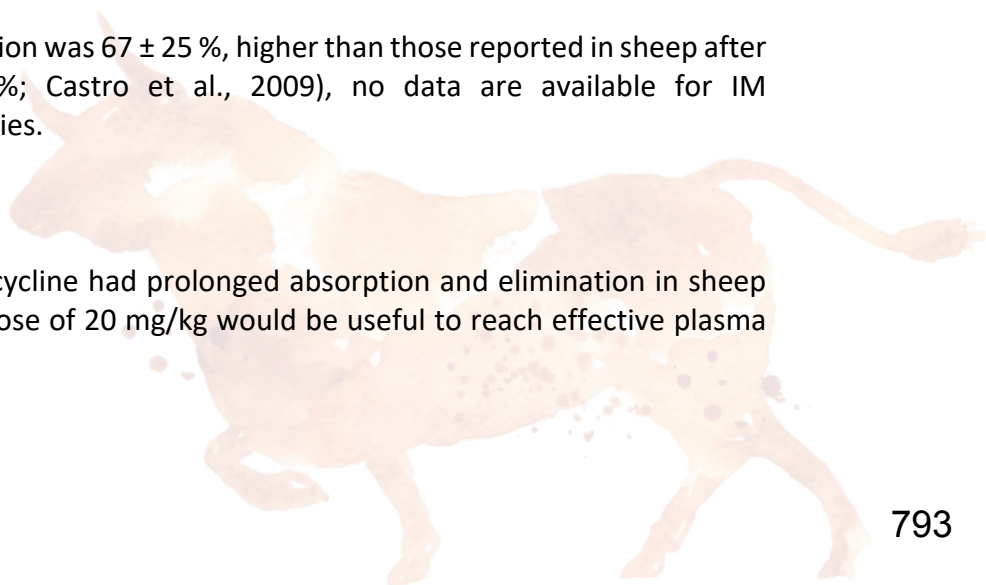 ion was 67 ± 25 %, higher than those reported in sheep after
%; Castro et al., 2009), no data are available for IM
ies.
cycline had prolonged absorption and elimination in sheep
ose of 20 mg/kg would be useful to reach effective plasma
793